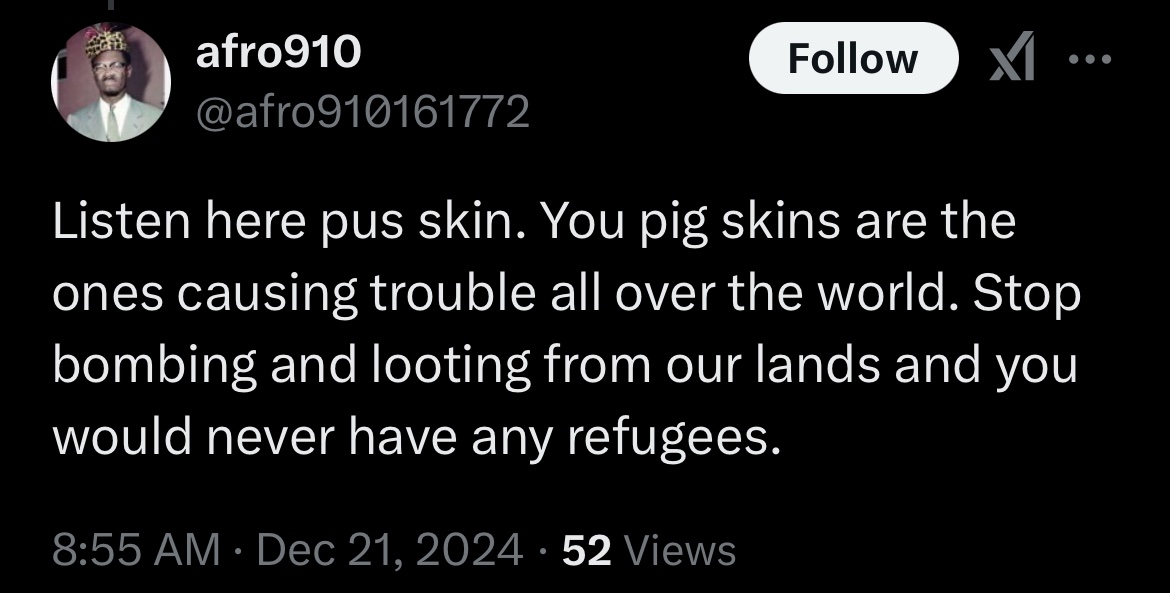 afro910
Follow
@afro910161772
Listen here pus skin. You pig skins are the
ones causing trouble all over the world. Stop
bombing and looting from our lands and you
would never have any refugees.
8:55 AM · Dec 21, 2024 · 52 Views